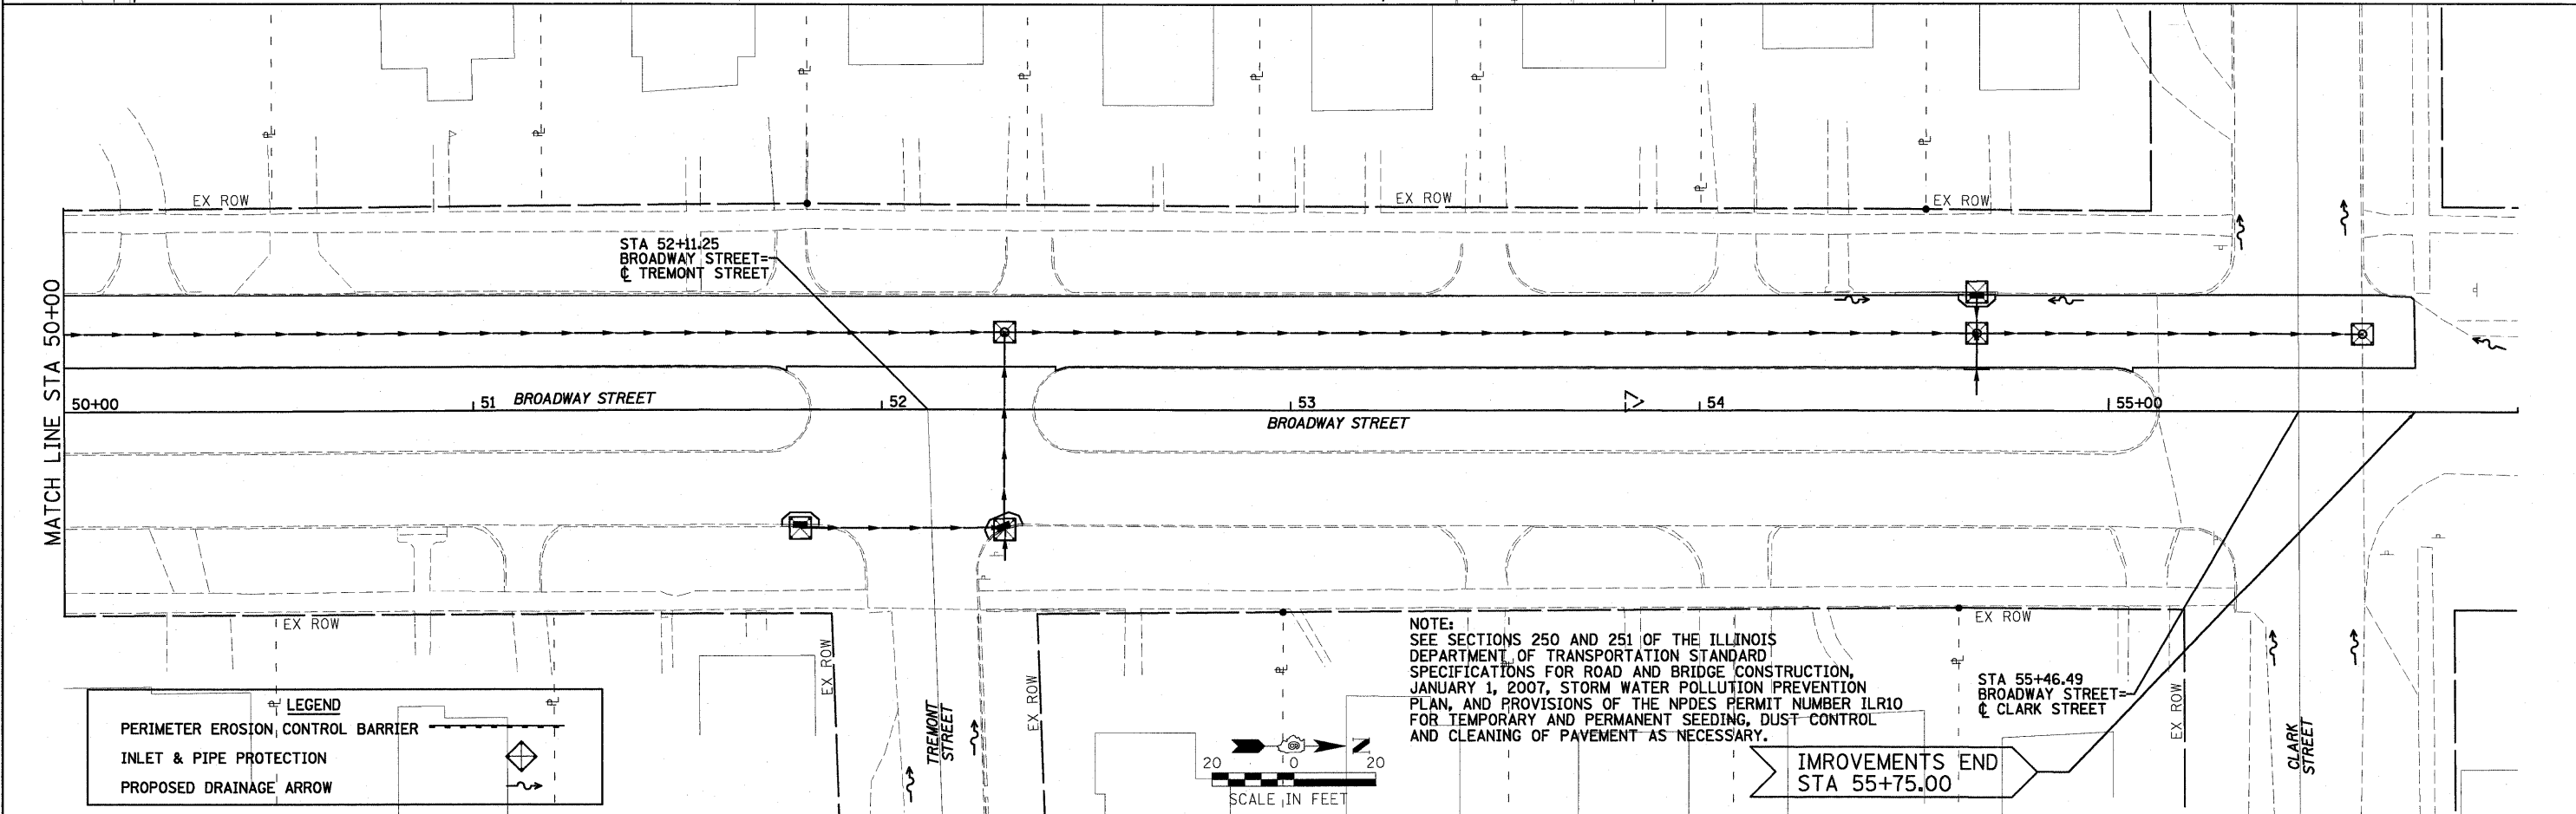 EX ROW
EX ROW
EX ROW
STA 52+11.25
BROADWAY STREET=
℄ TREMONT STREET
MATCH LINE STA 50+00
50+00
51
BROADWAY STREET
52
53
BROADWAY STREET
54
55+00
EX ROW
EX ROW
EX ROW
EX ROW
EX ROW
TREMONT
STREET
NOTE:
SEE SECTIONS 250 AND 251 OF THE ILLINOIS
DEPARTMENT OF TRANSPORTATION STANDARD
SPECIFICATIONS FOR ROAD AND BRIDGE CONSTRUCTION,
JANUARY 1, 2007, STORM WATER POLLUTION PREVENTION
PLAN, AND PROVISIONS OF THE NPDES PERMIT NUMBER ILR10
FOR TEMPORARY AND PERMANENT SEEDING, DUST CONTROL
AND CLEANING OF PAVEMENT AS NECESSARY.
STA 55+46.49
BROADWAY STREET=
℄ CLARK STREET
CLARK
STREET
IMROVEMENTS END
STA 55+75.00
LEGEND
PERIMETER EROSION CONTROL BARRIER
INLET & PIPE PROTECTION
PROPOSED DRAINAGE ARROW
20 0 20
SCALE IN FEET